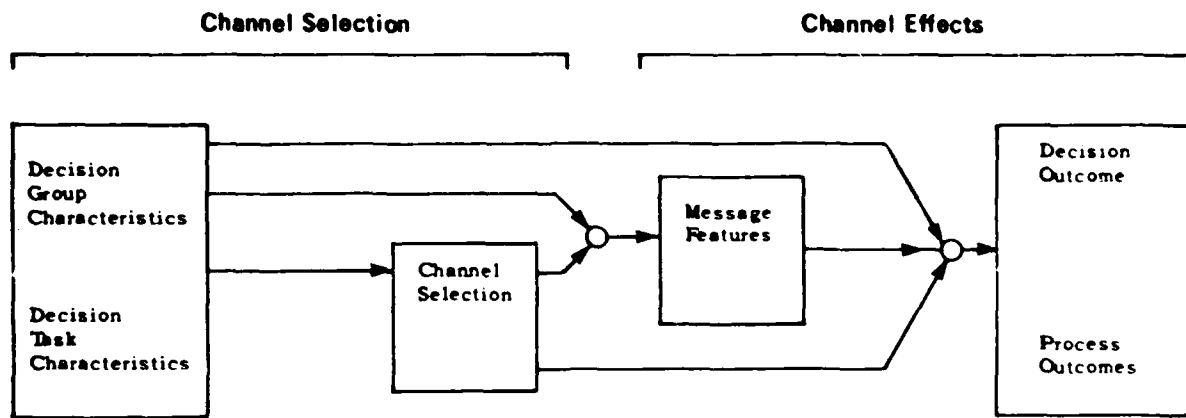 Channel Selection
Channel Effects
Decision
Group
Characteristics
Decision
Task
Characteristics
Channel
Selection
Message
Features
Decision
Outcome
Process
Outcomes